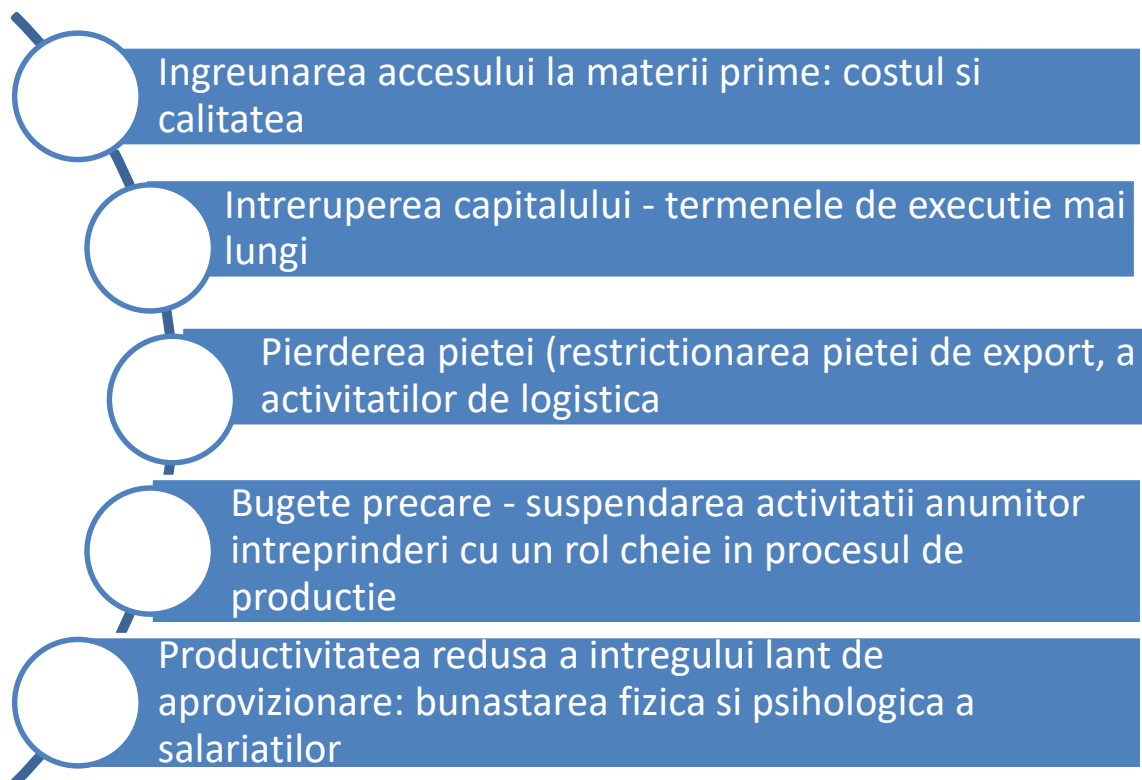 Ingreunarea accesului la materii prime: costul si
calitatea
Intreruperea capitalului - termenele de executie mai
lungi
Pierderea pietei (restrictionarea pietei de export, a
activitatilor de logistica
Bugete precare - suspendarea activitatii anumitor
intreprinderi cu un rol cheie in procesul de
productie
Productivitatea redusa a intregului lant de
aprovizionare: bunastarea fizica si psihologica a
salariatilor